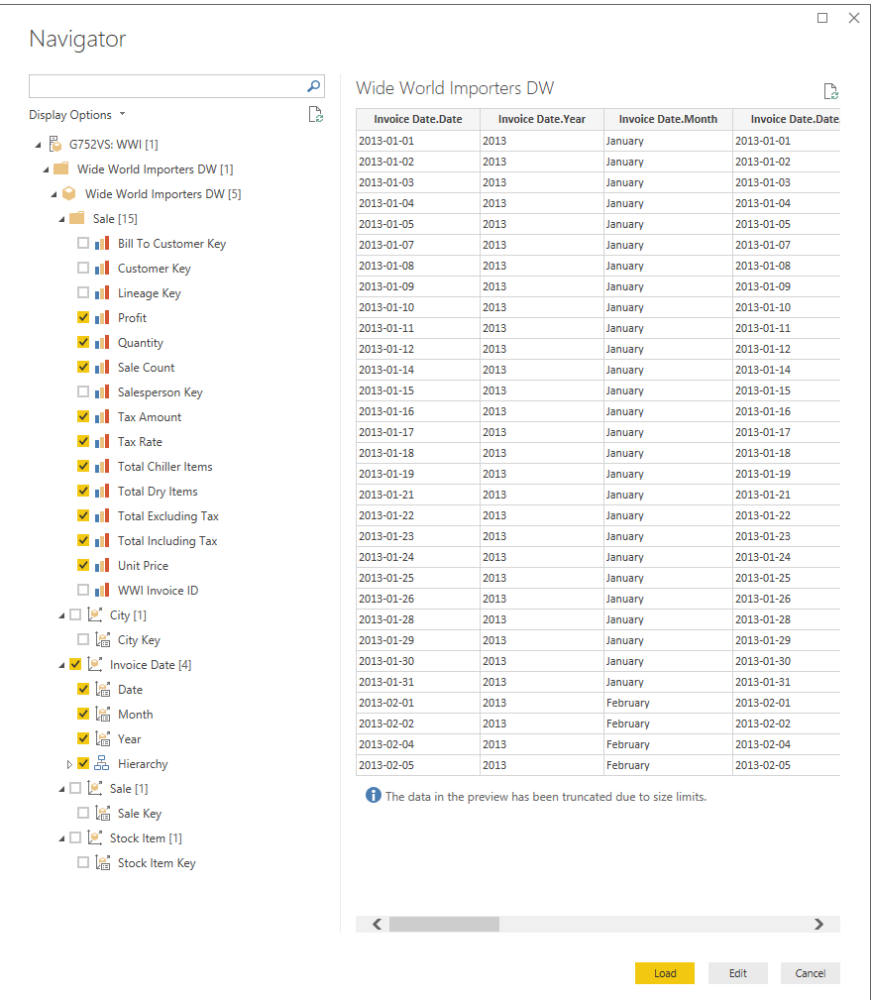 Navigator
Display Options
G752VS: WWI [1]
Wide World Importers DW [1]
Wide World Importers DW [5]
Sale [15]
Bill To Customer Key
Customer Key
Lineage Key
Profit
Quantity
Sale Count
Salesperson Key
Tax Amount
Tax Rate
Total Chiller Items
Total Dry Items
Total Excluding Tax
Total Including Tax
Unit Price
WWI Invoice ID
City [1]
City Key
Invoice Date [4]
Date
Month
Year
Hierarchy
Sale [1]
Sale Key
Stock Item [1]
Stock Item Key
Wide World Importers DW
Invoice Date.Date Invoice Date.Year Invoice Date.Month Invoice Date.Date.
2013-01-01 2013 January 2013-01-01
2013-01-02 2013 January 2013-01-02
2013-01-03 2013 January 2013-01-03
2013-01-04 2013 January 2013-01-04
2013-01-05 2013 January 2013-01-05
2013-01-07 2013 January 2013-01-07
2013-01-08 2013 January 2013-01-08
2013-01-09 2013 January 2013-01-09
2013-01-10 2013 January 2013-01-10
2013-01-11 2013 January 2013-01-11
2013-01-12 2013 January 2013-01-12
2013-01-14 2013 January 2013-01-14
2013-01-15 2013 January 2013-01-15
2013-01-16 2013 January 2013-01-16
2013-01-17 2013 January 2013-01-17
2013-01-18 2013 January 2013-01-18
2013-01-19 2013 January 2013-01-19
2013-01-21 2013 January 2013-01-21
2013-01-22 2013 January 2013-01-22
2013-01-23 2013 January 2013-01-23
2013-01-24 2013 January 2013-01-24
2013-01-25 2013 January 2013-01-25
2013-01-26 2013 January 2013-01-26
2013-01-28 2013 January 2013-01-28
2013-01-29 2013 January 2013-01-29
2013-01-30 2013 January 2013-01-30
2013-01-31 2013 January 2013-01-31
2013-02-01 2013 February 2013-02-01
2013-02-02 2013 February 2013-02-02
2013-02-04 2013 February 2013-02-04
2013-02-05 2013 February 2013-02-05
The data in the preview has been truncated due to size limits.
Load Edit Cancel